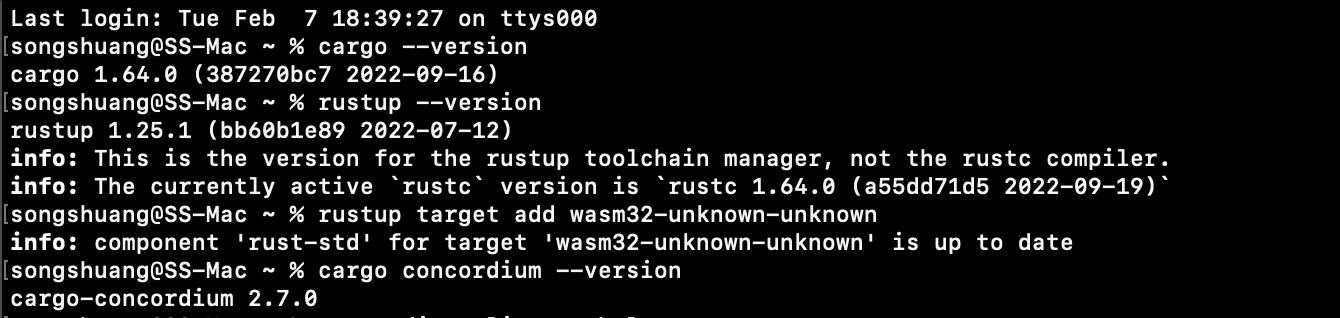 Last login: Tue Feb  7 18:39:27 on ttys000
[songshuang@SS-Mac ~ % cargo --version
cargo 1.64.0 (387270bc7 2022-09-16)
[songshuang@SS-Mac ~ % rustup --version
rustup 1.25.1 (bb60b1e89 2022-07-12)
info: This is the version for the rustup toolchain manager, not the rustc compiler.
info: The currently active `rustc` version is `rustc 1.64.0 (a55dd71d5 2022-09-19)`
[songshuang@SS-Mac ~ % rustup target add wasm32-unknown-unknown
info: component 'rust-std' for target 'wasm32-unknown-unknown' is up to date
[songshuang@SS-Mac ~ % cargo concordium --version
cargo-concordium 2.7.0